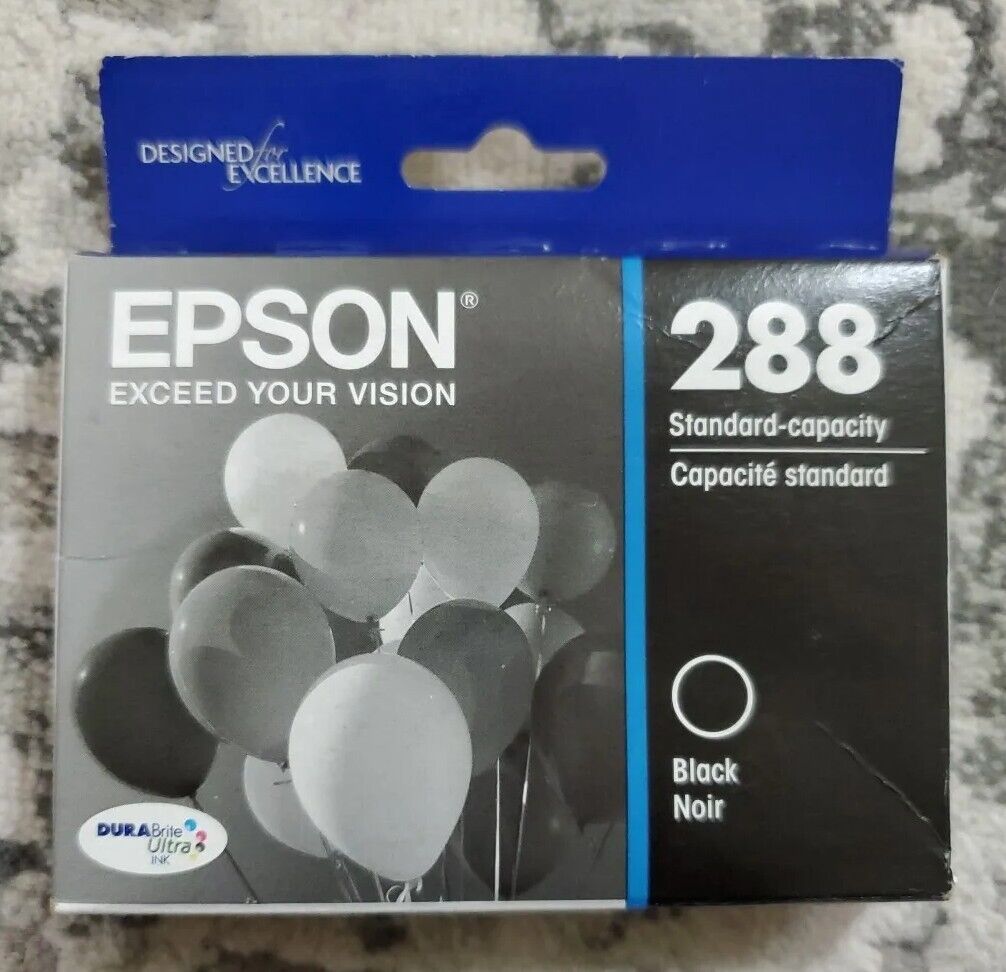 DESIGNED for
EXCELLENCE
EPSON®
EXCEED YOUR VISION
288
Standard-capacity
Capacité standard
Black
Noir
DURABrite
Ultra
INK